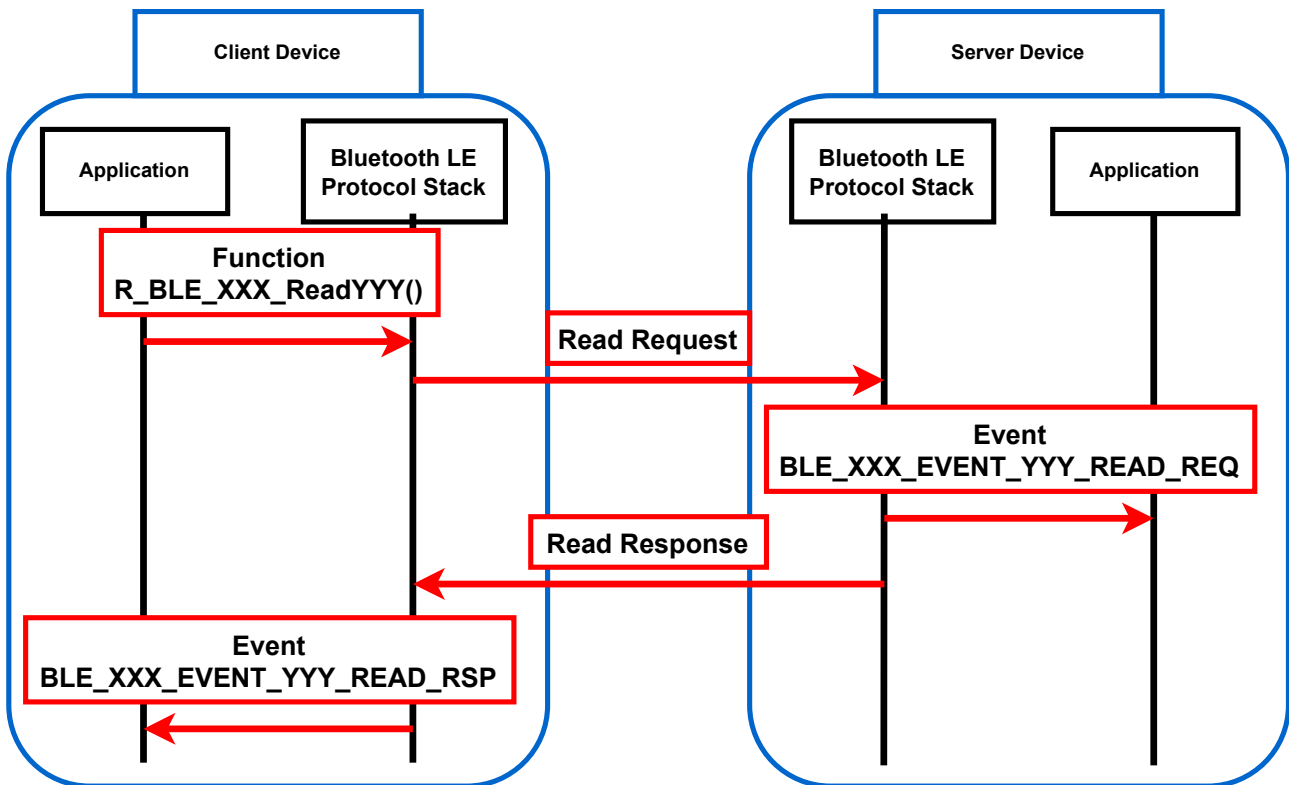 Client Device
Server Device
Application
Bluetooth LE
Protocol Stack
Bluetooth LE
Protocol Stack
Application
Function
R_BLE_XXX_ReadYYY()
Read Request
Event
BLE_XXX_EVENT_YYY_READ_REQ
Read Response
Event
BLE_XXX_EVENT_YYY_READ_RSP